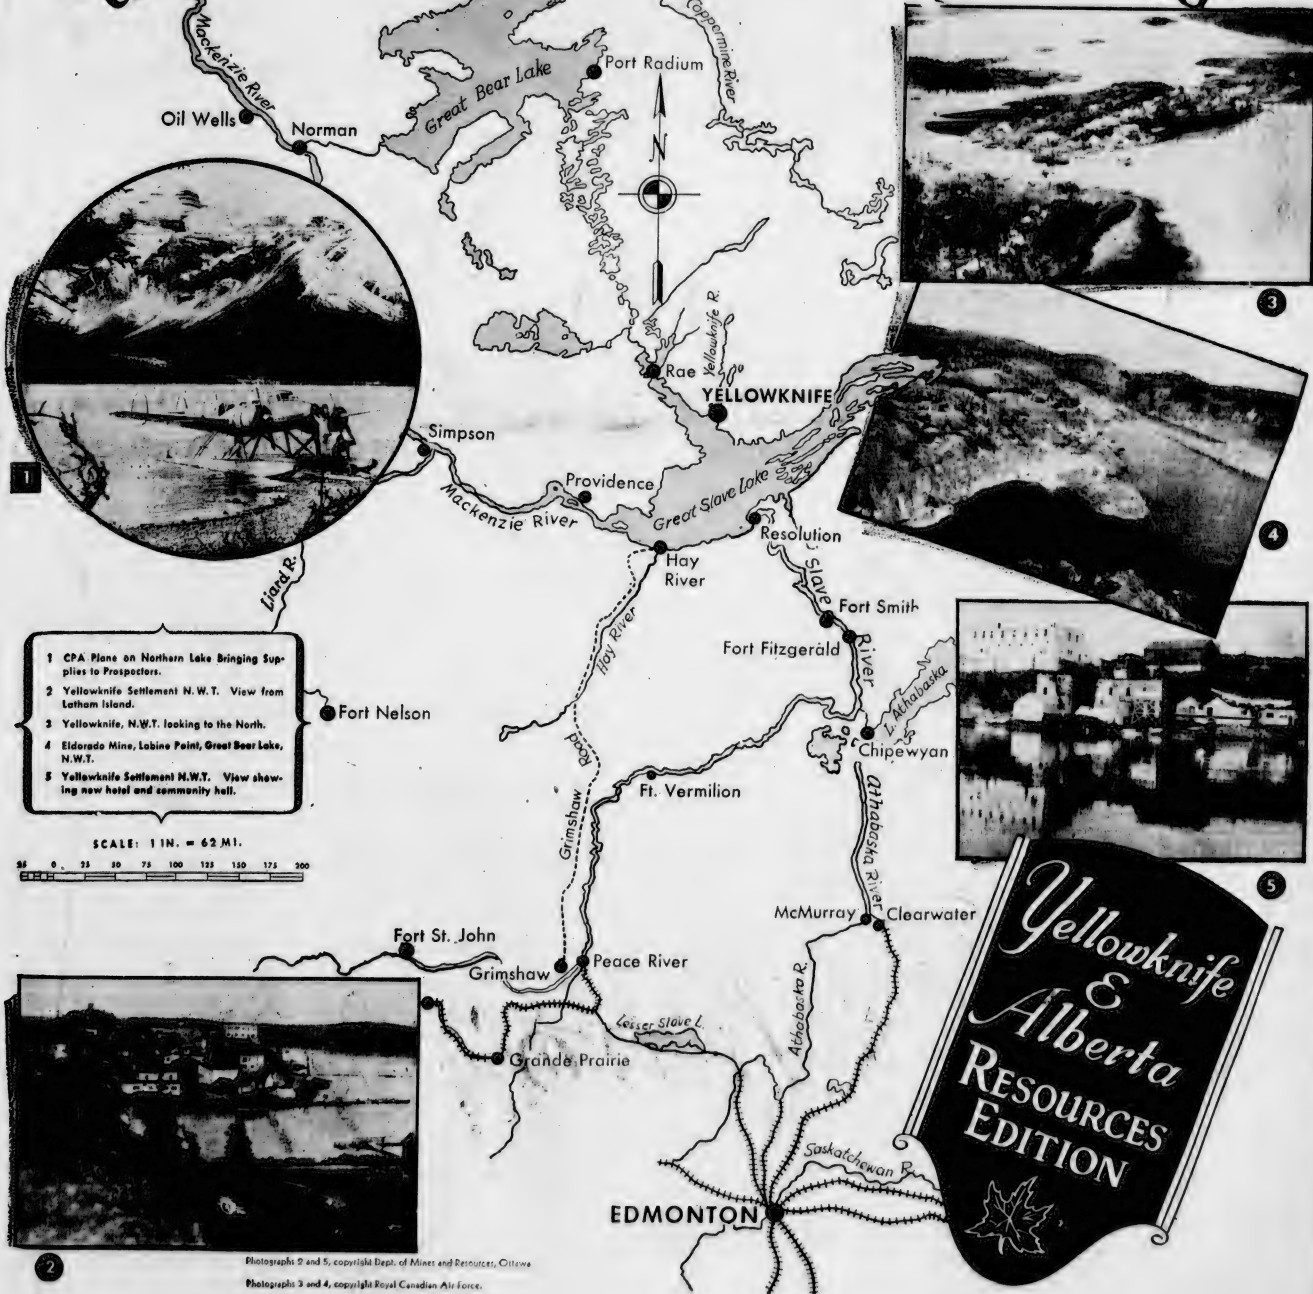 Mackenzie River
Oil Wells
Norman
Great Bear Lake
Port Radium
Coppermine River
N
Yellowknife R.
Rae
YELLOWKNIFE
3
1
Simpson
Mackenzie River
Providence
Great Slave Lake
Resolution
4
Hay
River
Liard R.
Hay River
Slave
River
Fort Smith
Fort Fitzgerald
L. Athabaska
Chipewyan
1 CPA Plane on Northern Lake Bringing Sup-
plies to Prospectors.
2 Yellowknife Settlement N.W.T. View from
Latham Island.
3 Yellowknife, N.W.T. looking to the North.
4 Eldorado Mine, Labine Point, Great Bear Lake,
N.W.T.
5 Yellowknife Settlement N.W.T. View show-
ing new hotel and community hall.
Fort Nelson
SCALE: 1 IN. = 62 MI.
25 0 25 50 75 100 125 150 175 200
Grimshaw Road
Ft. Vermilion
Athabaska River
5
McMurray
Clearwater
Fort St. John
Grimshaw
Peace River
Athabaska R.
Lesser Slave L.
Grande Prairie
Saskatchewan R.
EDMONTON
Yellowknife
&
Alberta
RESOURCES
EDITION
2
Photographs 2 and 5, copyright Dept. of Mines and Resources, Ottawa
Photographs 3 and 4, copyright Royal Canadian Air Force.